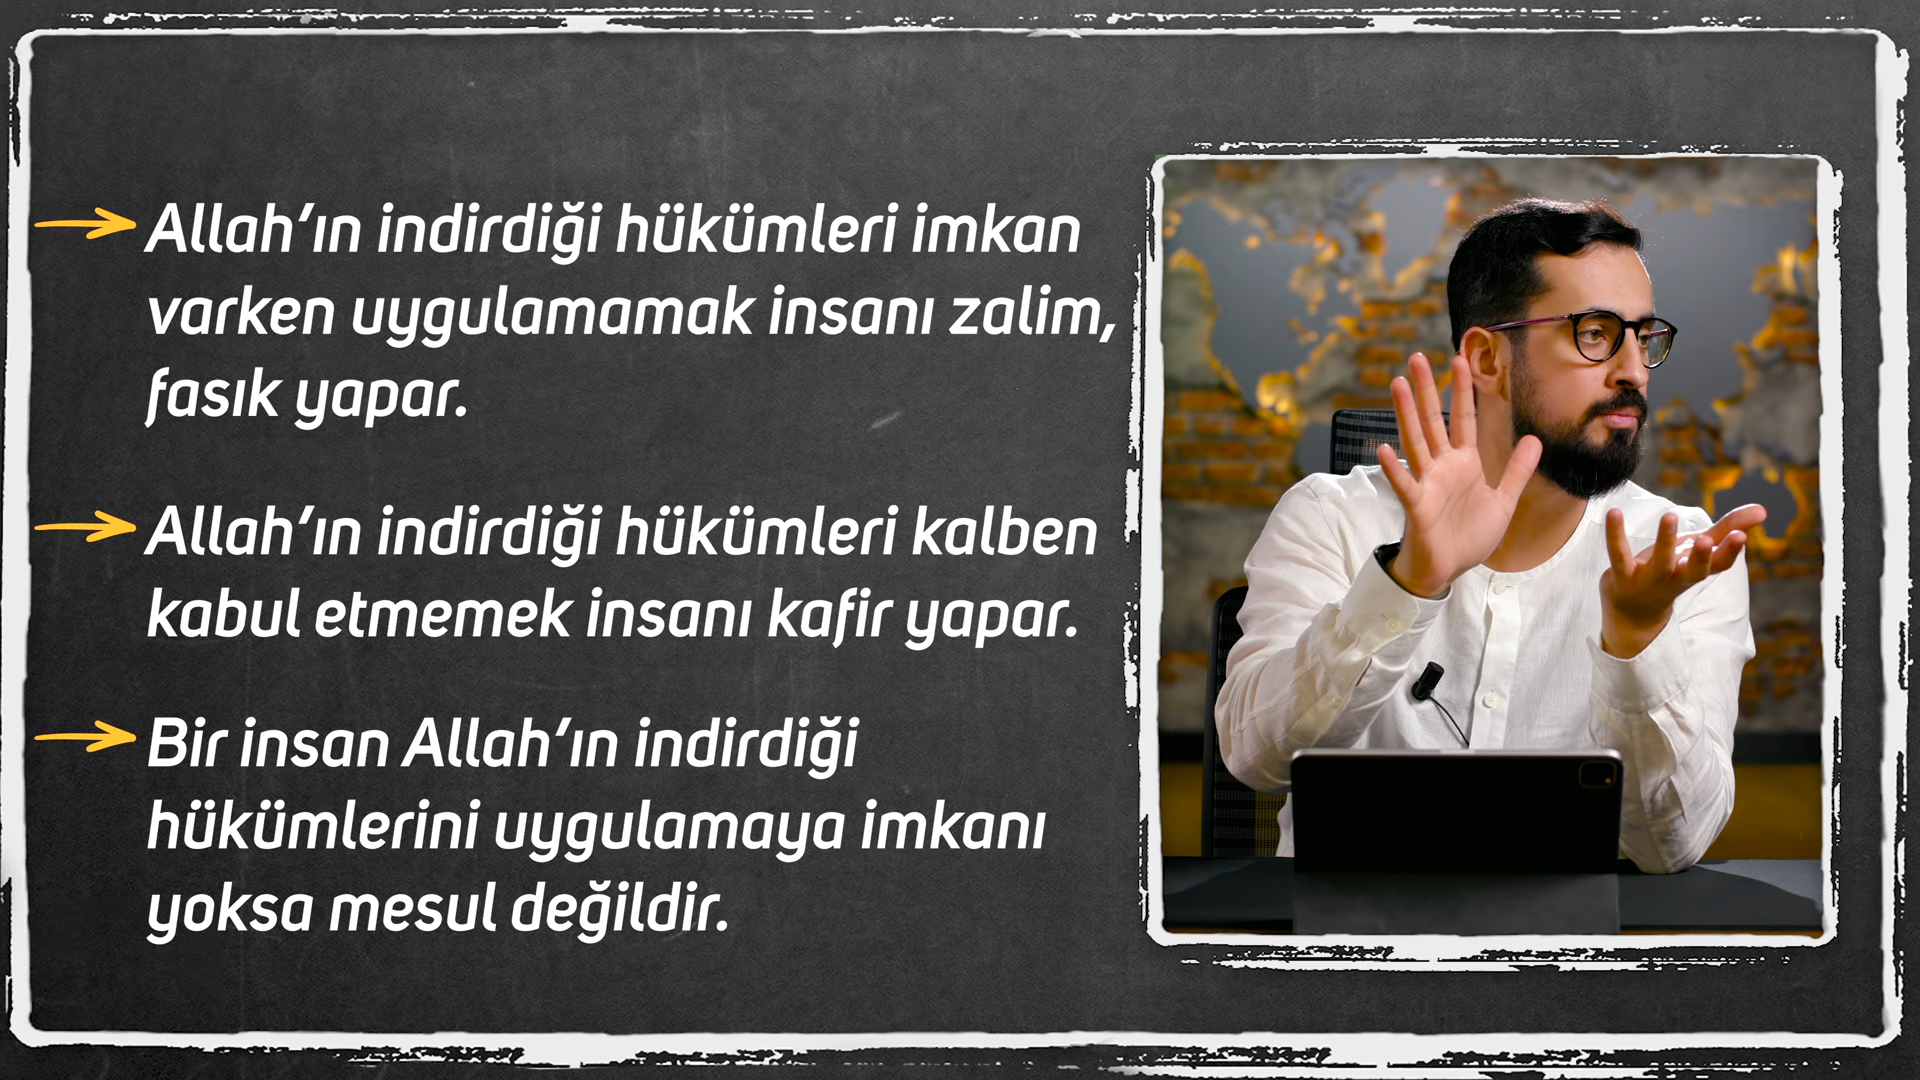 Allah’ın indirdiği hükümleri imkan
varken uygulamamak insanı zalim,
fasık yapar.
Allah’ın indirdiği hükümleri kalben
kabul etmemek insanı kafir yapar.
Bir insan Allah’ın indirdiği
hükümlerini uygulamaya imkanı
yoksa mesul değildir.